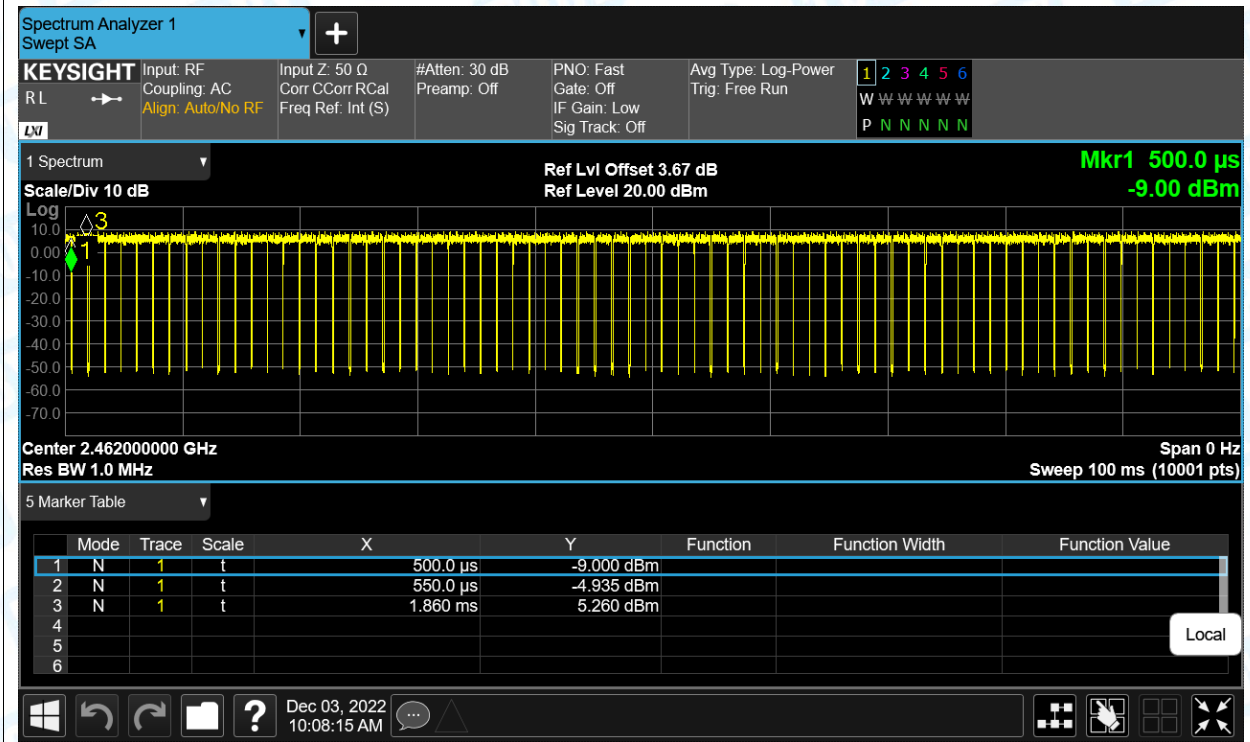 Spectrum Analyzer 1
Swept SA
KEYSIGHT
R L
LXI
Input: RF
Coupling: AC
Align: Auto/No RF
Input Z: 50 Ω
Corr CCorr RCal
Freq Ref: Int (S)
#Atten: 30 dB
Preamp: Off
PNO: Fast
Gate: Off
IF Gain: Low
Sig Track: Off
Avg Type: Log-Power
Trig: Free Run
1 2 3 4 5 6
W W W W W W
P N N N N N
1 Spectrum
Scale/Div 10 dB
Ref Lvl Offset 3.67 dB
Ref Level 20.00 dBm
Mkr1 500.0 µs
-9.00 dBm
Log
10.0
0.00
-10.0
-20.0
-30.0
-40.0
-50.0
-60.0
-70.0
3
1
Center 2.462000000 GHz
Res BW 1.0 MHz
Span 0 Hz
Sweep 100 ms (10001 pts)
5 Marker Table
Mode Trace Scale X Y Function Function Width Function Value
1 N 1 t 500.0 µs -9.000 dBm
2 N 1 t 550.0 µs -4.935 dBm
3 N 1 t 1.860 ms 5.260 dBm
4
5
6
Local
?
Dec 03, 2022
10:08:15 AM